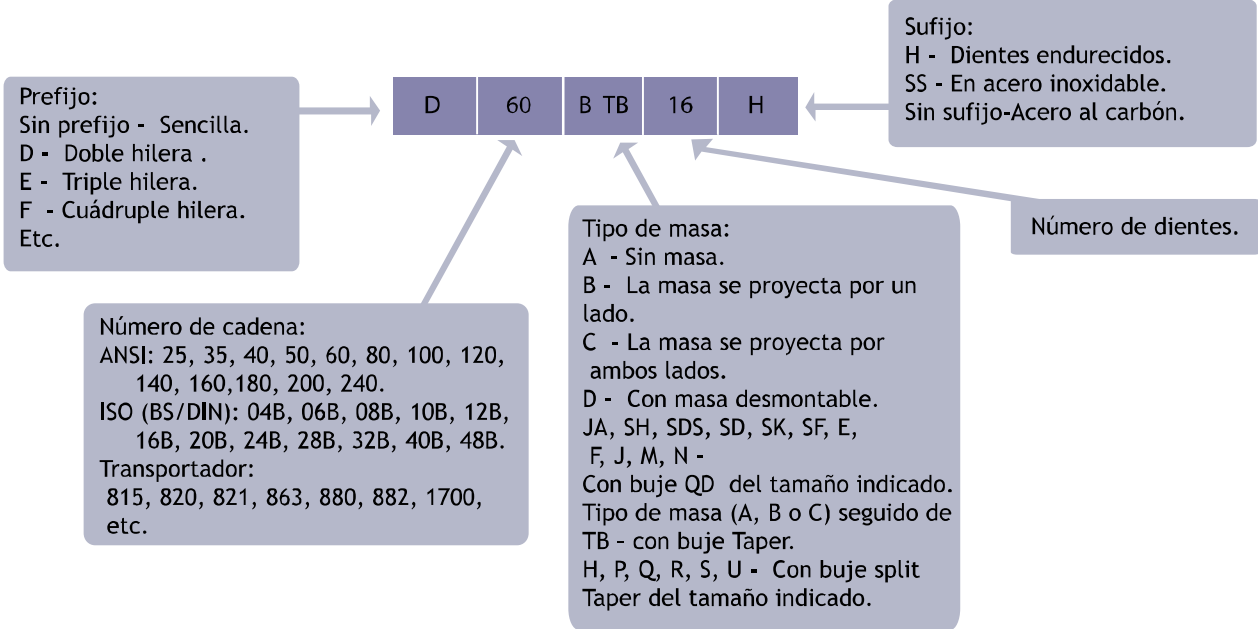 Prefijo:
Sin prefijo - Sencilla.
D - Doble hilera .
E - Triple hilera.
F - Cuádruple hilera.
Etc.
D 60 B TB 16 H
Sufijo:
H - Dientes endurecidos.
SS - En acero inoxidable.
Sin sufijo-Acero al carbón.
Número de cadena:
ANSI: 25, 35, 40, 50, 60, 80, 100, 120,
140, 160,180, 200, 240.
ISO (BS/DIN): 04B, 06B, 08B, 10B, 12B,
16B, 20B, 24B, 28B, 32B, 40B, 48B.
Transportador:
815, 820, 821, 863, 880, 882, 1700,
etc.
Tipo de masa:
A - Sin masa.
B - La masa se proyecta por un
lado.
C - La masa se proyecta por
ambos lados.
D - Con masa desmontable.
JA, SH, SDS, SD, SK, SF, E,
F, J, M, N -
Con buje QD del tamaño indicado.
Tipo de masa (A, B o C) seguido de
TB - con buje Taper.
H, P, Q, R, S, U - Con buje split
Taper del tamaño indicado.
Número de dientes.